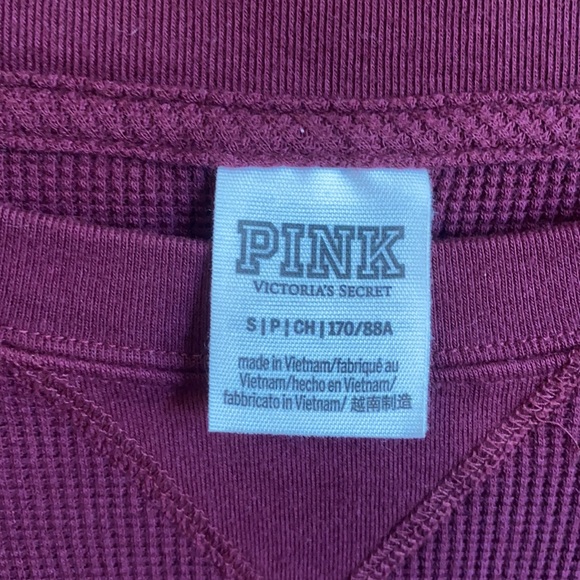 PINK
VICTORIA'S SECRET
S|P|CH|170/88A
made in Vietnam/fabriqué au
Vietnam/hecho en Vietnam/
fabbricato in Vietnam/ 越南制造